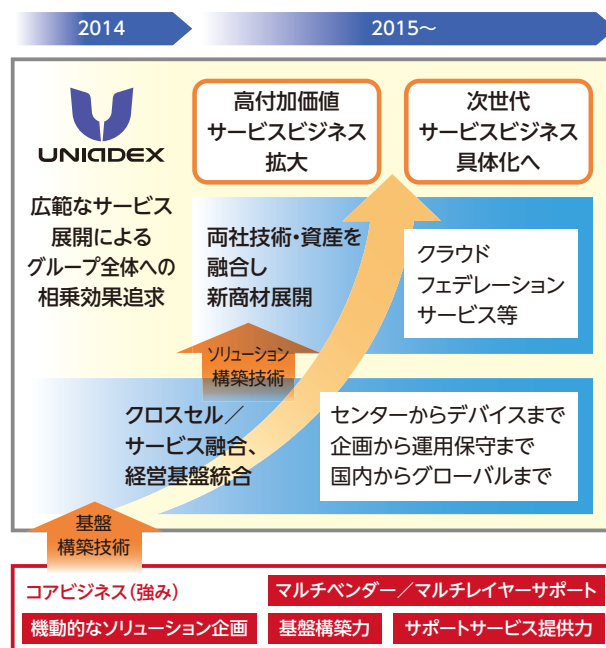 2014
2015～
UNIADEX
広範なサービス
展開による
グループ全体への
相乗効果追求
高付加価値
サービスビジネス
拡大
次世代
サービスビジネス
具体化へ
両社技術・資産を
融合し
新商材展開
クラウド
フェデレーション
サービス等
ソリューション
構築技術
クロスセル／
サービス融合、
経営基盤統合
センターからデバイスまで
企画から運用保守まで
国内からグローバルまで
基盤
構築技術
コアビジネス（強み）
マルチベンダー／マルチレイヤーサポート
機動的なソリューション企画
基盤構築力
サポートサービス提供力